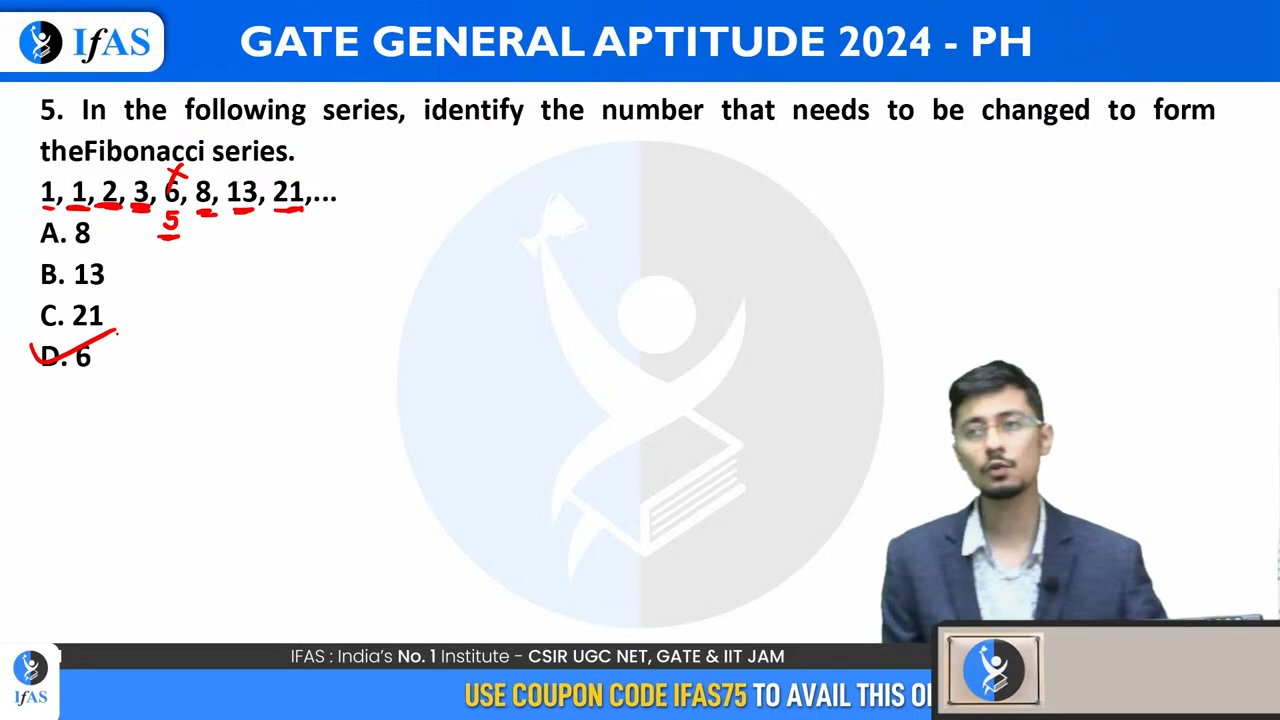 IfAS
GATE GENERAL APTITUDE 2024 - PH
5. In the following series, identify the number that needs to be changed to form
theFibonacci series.
1, 1, 2, 3, 6, 8, 13, 21,...
5
A. 8
B. 13
C. 21
D. 6
IFAS : India's No. 1 Institute - CSIR UGC NET, GATE & IIT JAM
IfAS
USE COUPON CODE IFAS75 TO AVAIL THIS